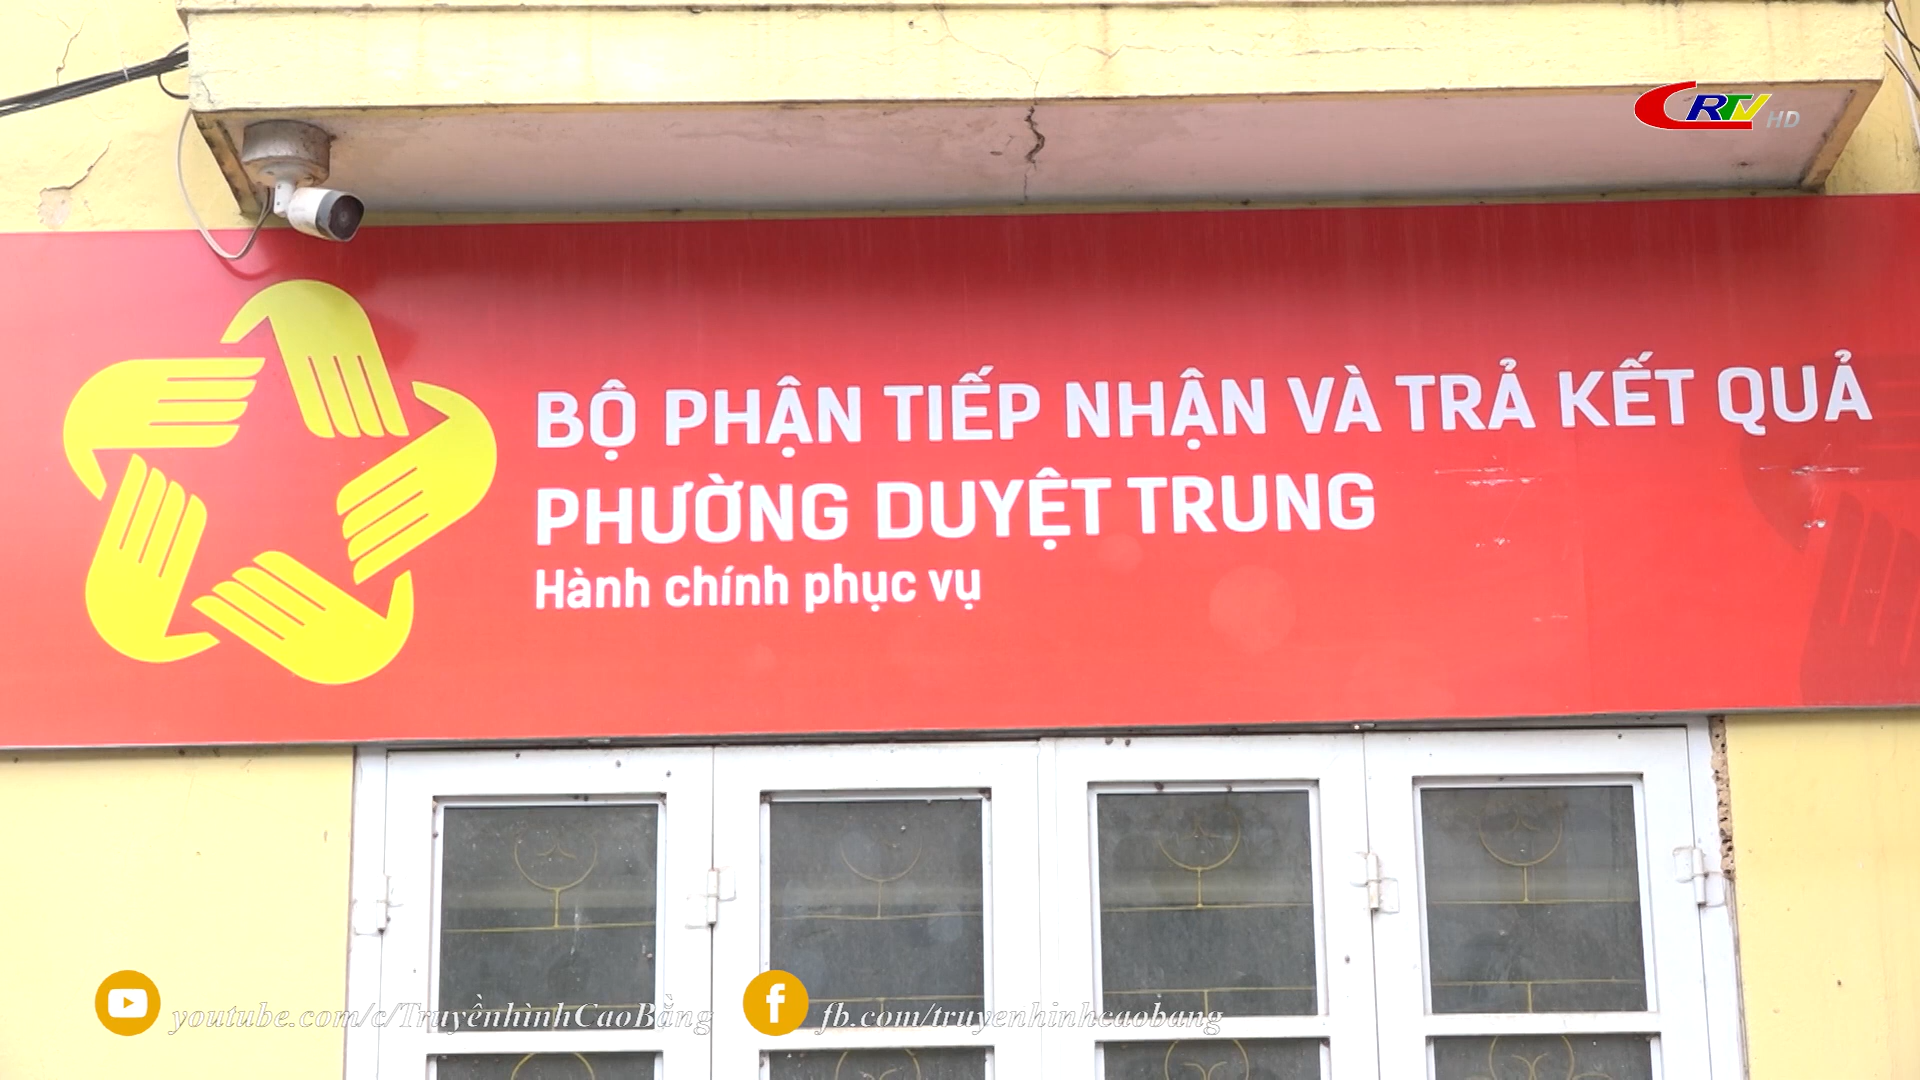 CRTV HD
BỘ PHẬN TIẾP NHẬN VÀ TRẢ KẾT QUẢ
PHƯỜNG DUYỆT TRUNG
Hành chính phục vụ
youtube.com/c/TruyềnhìnhCaoBằng
fb.com/truyenhinhcaobang